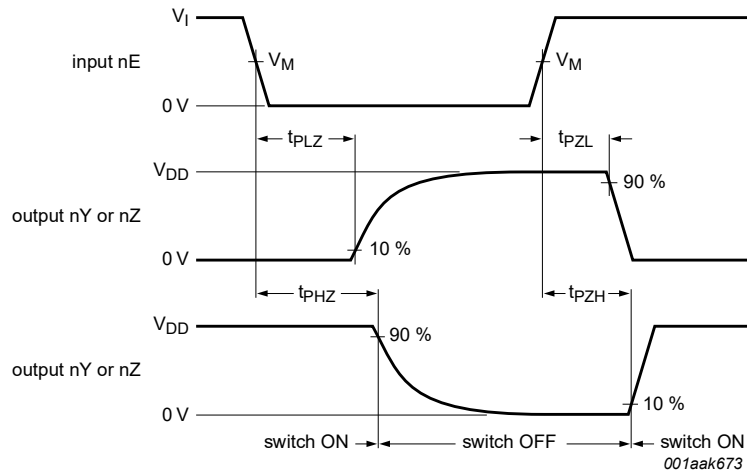 V_I
input nE
V_M
V_M
0 V
t_PLZ
t_PZL
V_DD
90 %
output nY or nZ
10 %
0 V
t_PHZ
t_PZH
V_DD
90 %
output nY or nZ
10 %
0 V
switch ON
switch OFF
switch ON
001aak673